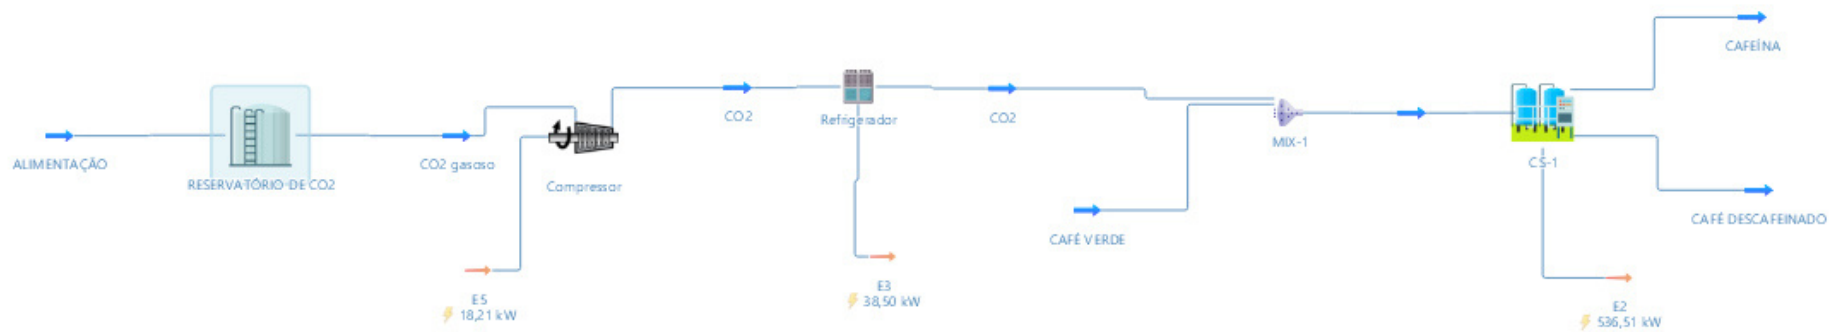 ALIMENTAÇÃO
RESERVATÓRIO DE CO2
CO2 gasoso
E5
18,21 kW
Compressor
CO2
Refrigerador
E3
38,50 kW
CO2
CAFÉ VERDE
MIX-1
CS-1
E2
536,51 kW
CAFEÍNA
CAFÉ DESCAFEINADO